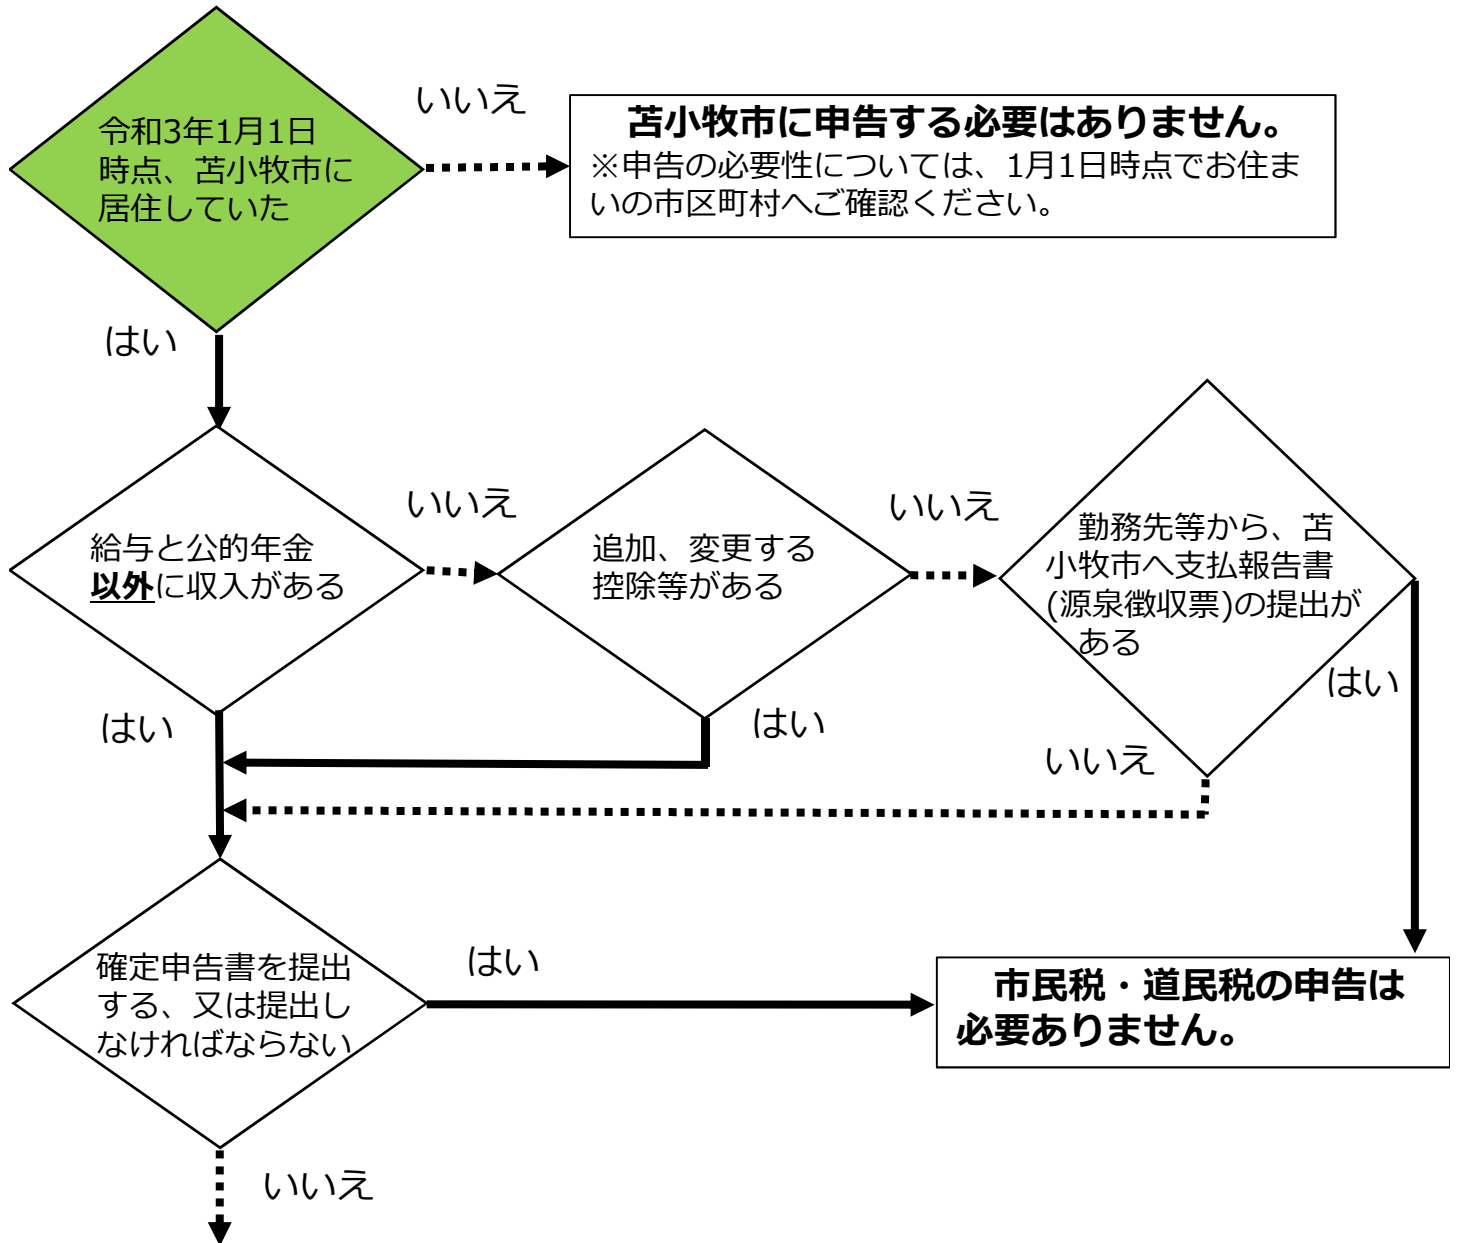 令和3年1月1日
時点、苫小牧市に
居住していた
いいえ
苫小牧市に申告する必要はありません。
※申告の必要性については、1月1日時点でお住ま
いの市区町村へご確認ください。
はい
給与と公的年金
以外に収入がある
いいえ
追加、変更する
控除等がある
いいえ
勤務先等から、苫
小牧市へ支払報告書
(源泉徴収票)の提出が
ある
はい
はい
はい
いいえ
確定申告書を提出
する、又は提出し
なければならない
はい
市民税・道民税の申告は
必要ありません。
いいえ